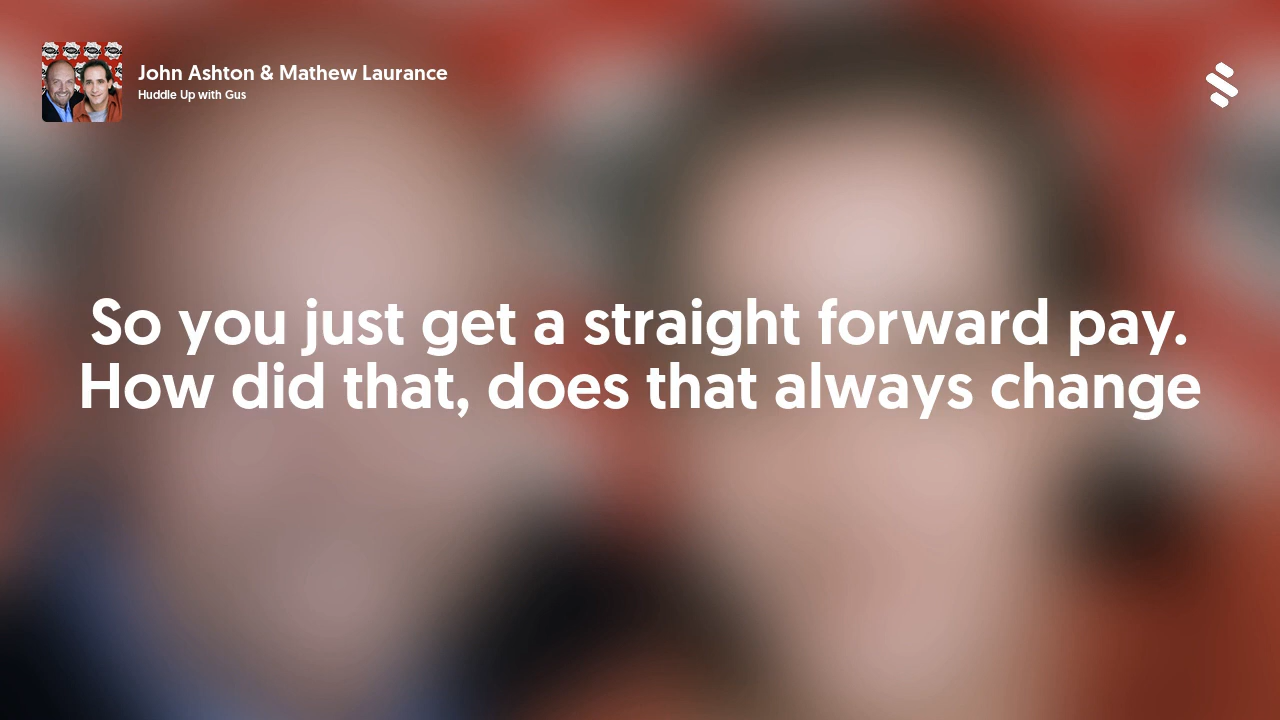 John Ashton & Mathew Laurance
Huddle Up with Gus
So you just get a straight forward pay.
How did that, does that always change